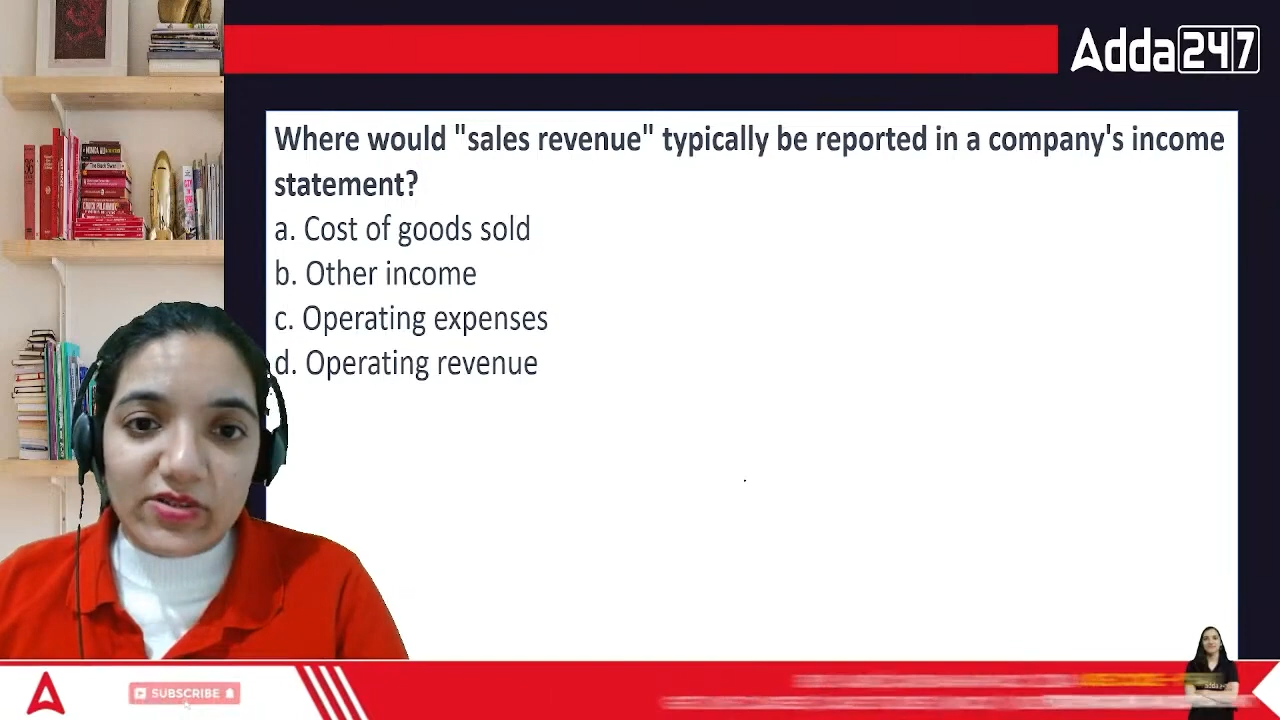 Adda247
Where would "sales revenue" typically be reported in a company's income
statement?
a. Cost of goods sold
b. Other income
c. Operating expenses
d. Operating revenue
SUBSCRIBE